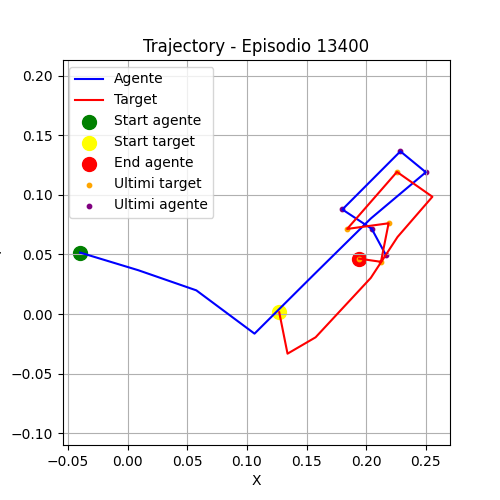 Trajectory - Episodio 13400
0.20
0.15
0.10
0.05
0.00
−0.05
−0.10
Agente
Target
Start agente
Start target
End agente
Ultimi target
Ultimi agente
−0.05
0.00
0.05
0.10
0.15
0.20
0.25
X